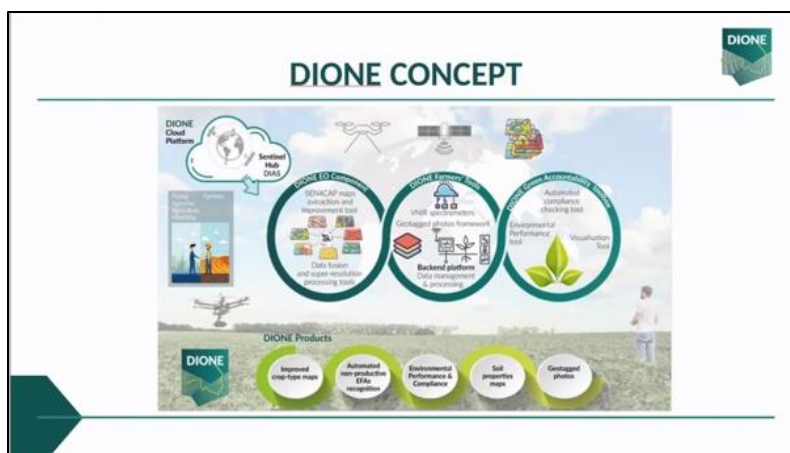 DIONE CONCEPT
DIONE
DIONE
Cloud
Platform
Sentinel
Hub
DIAS
Paying
Agencies
Agriculture
Ministries
Farmers
DIONE EO Component
SEN4CAP maps
extraction and
improvement tool
Data fusion
and super-resolution
processing tools
DIONE Farmers' Tools
VNIR spectrometers
Geotagged photos framework
Backend platform
Data management
& processing
DIONE Green Accountability
Automated
compliance
checking tool
Environmental
Performance
tool
Visualisation
Tool
DIONE Products
DIONE
Improved
crop-type maps
Automated
non-productive
EFAs
recognition
Environmental
Performance &
Compliance
Soil
properties
maps
Geotagged
photos